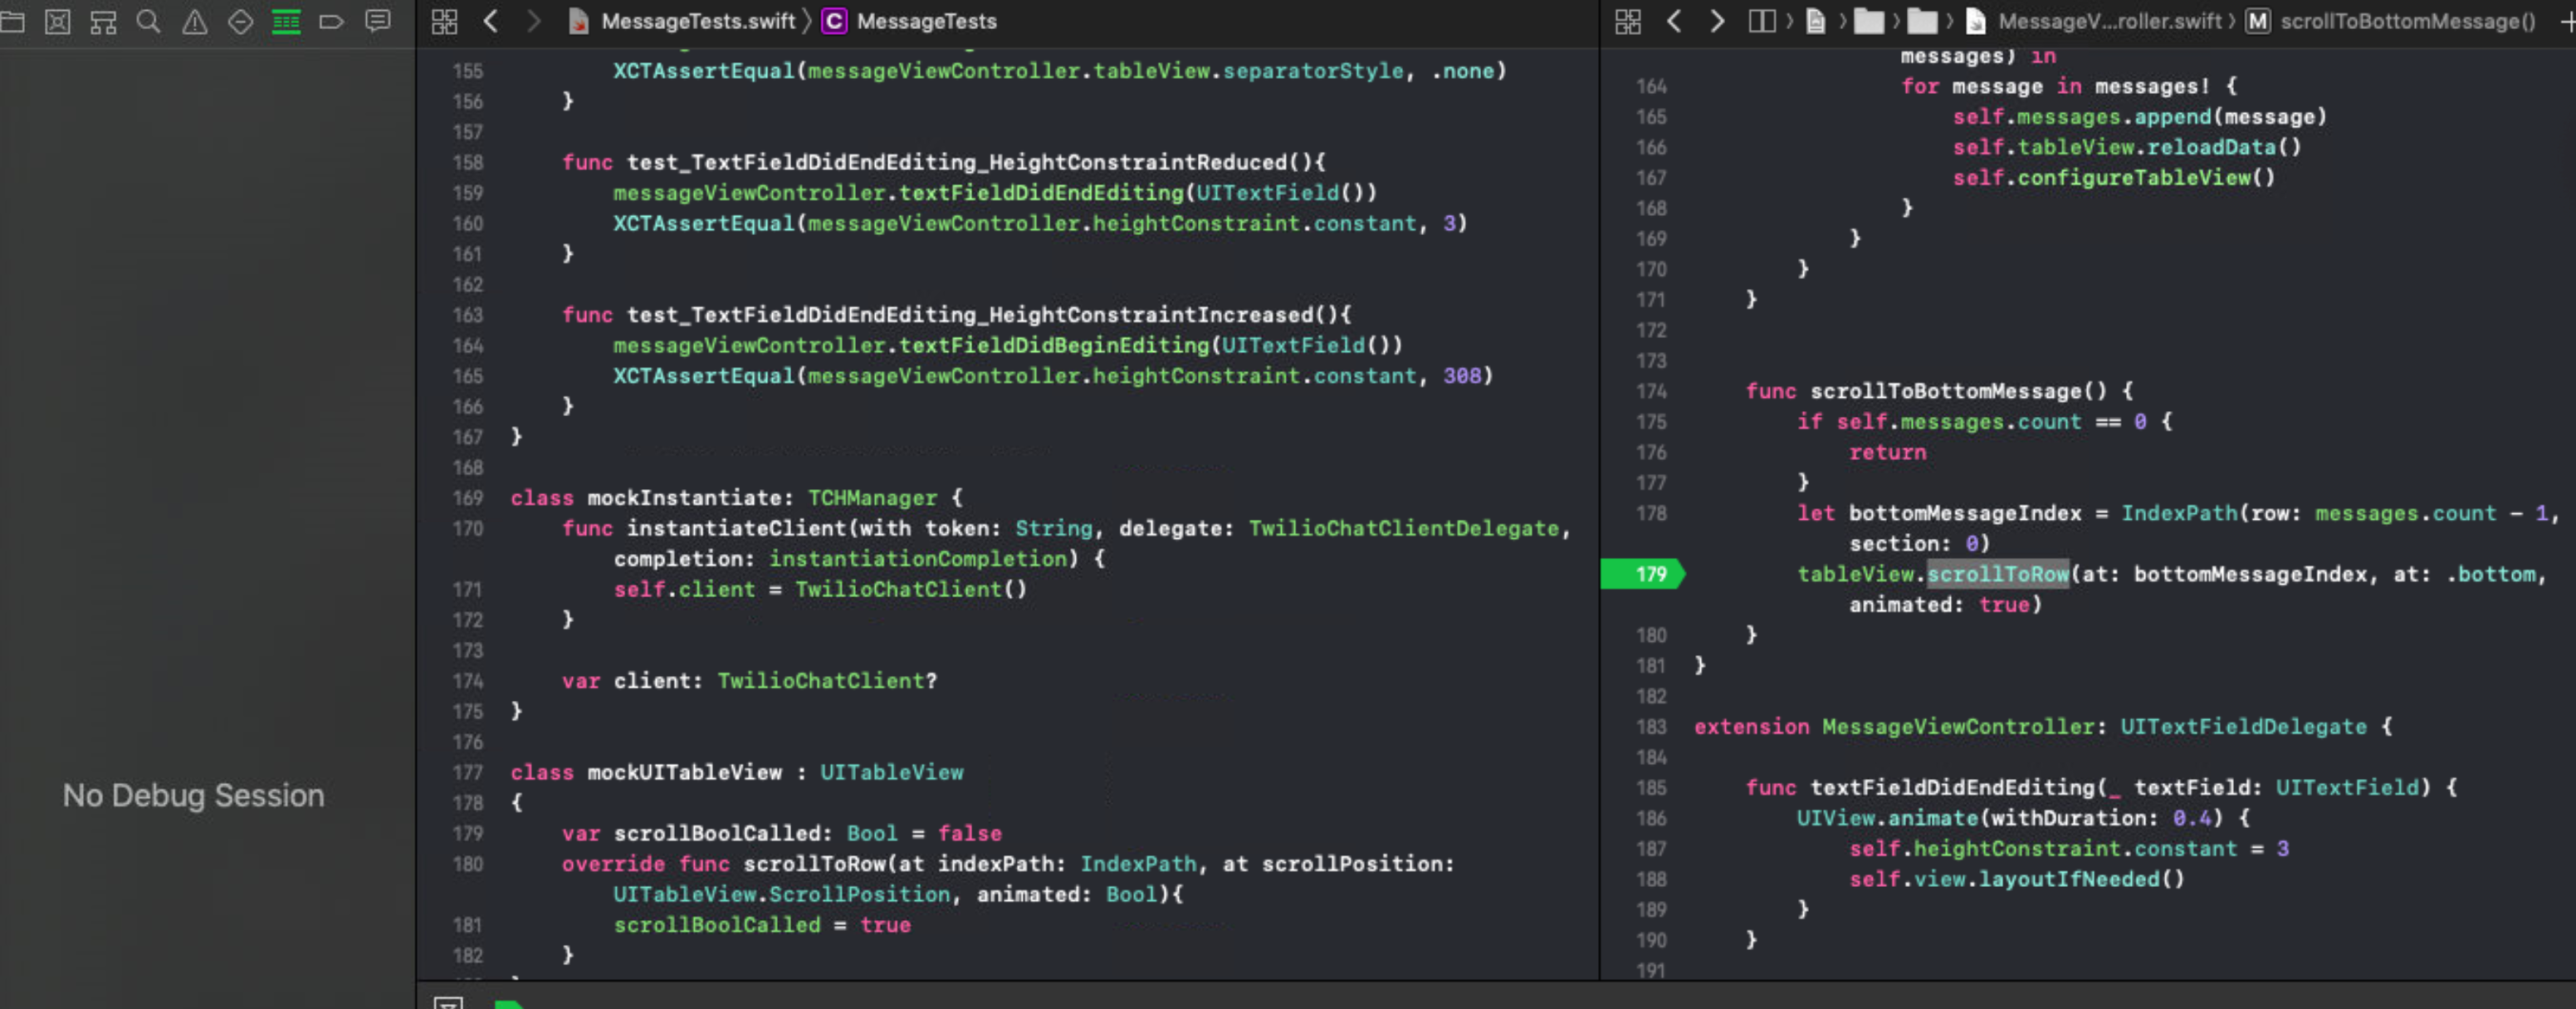 MessageTests.swift 〉 C MessageTests
155 XCTAssertEqual(messageViewController.tableView.separatorStyle, .none)
156 }
157
158 func test_TextFieldDidEndEditing_HeightConstraintReduced(){
159 messageViewController.textFieldDidEndEditing(UITextField())
160 XCTAssertEqual(messageViewController.heightConstraint.constant, 3)
161 }
162
163 func test_TextFieldDidEndEditing_HeightConstraintIncreased(){
164 messageViewController.textFieldDidBeginEditing(UITextField())
165 XCTAssertEqual(messageViewController.heightConstraint.constant, 308)
166 }
167 }
168
169 class mockInstantiate: TCHManager {
170 func instantiateClient(with token: String, delegate: TwilioChatClientDelegate,
completion: instantiationCompletion) {
171 self.client = TwilioChatClient()
172 }
173
174 var client: TwilioChatClient?
175 }
176
177 class mockUITableView : UITableView
178 {
179 var scrollBoolCalled: Bool = false
180 override func scrollToRow(at indexPath: IndexPath, at scrollPosition:
UITableView.ScrollPosition, animated: Bool){
181 scrollBoolCalled = true
182 }
No Debug Session
MessageV...roller.swift 〉 M scrollToBottomMessage()
messages) in
164 for message in messages! {
165 self.messages.append(message)
166 self.tableView.reloadData()
167 self.configureTableView()
168 }
169 }
170 }
171 }
172
173
174 func scrollToBottomMessage() {
175 if self.messages.count == 0 {
176 return
177 }
178 let bottomMessageIndex = IndexPath(row: messages.count - 1,
section: 0)
179 tableView.scrollToRow(at: bottomMessageIndex, at: .bottom,
animated: true)
180 }
181 }
182
183 extension MessageViewController: UITextFieldDelegate {
184
185 func textFieldDidEndEditing(_ textField: UITextField) {
186 UIView.animate(withDuration: 0.4) {
187 self.heightConstraint.constant = 3
188 self.view.layoutIfNeeded()
189 }
190 }
191